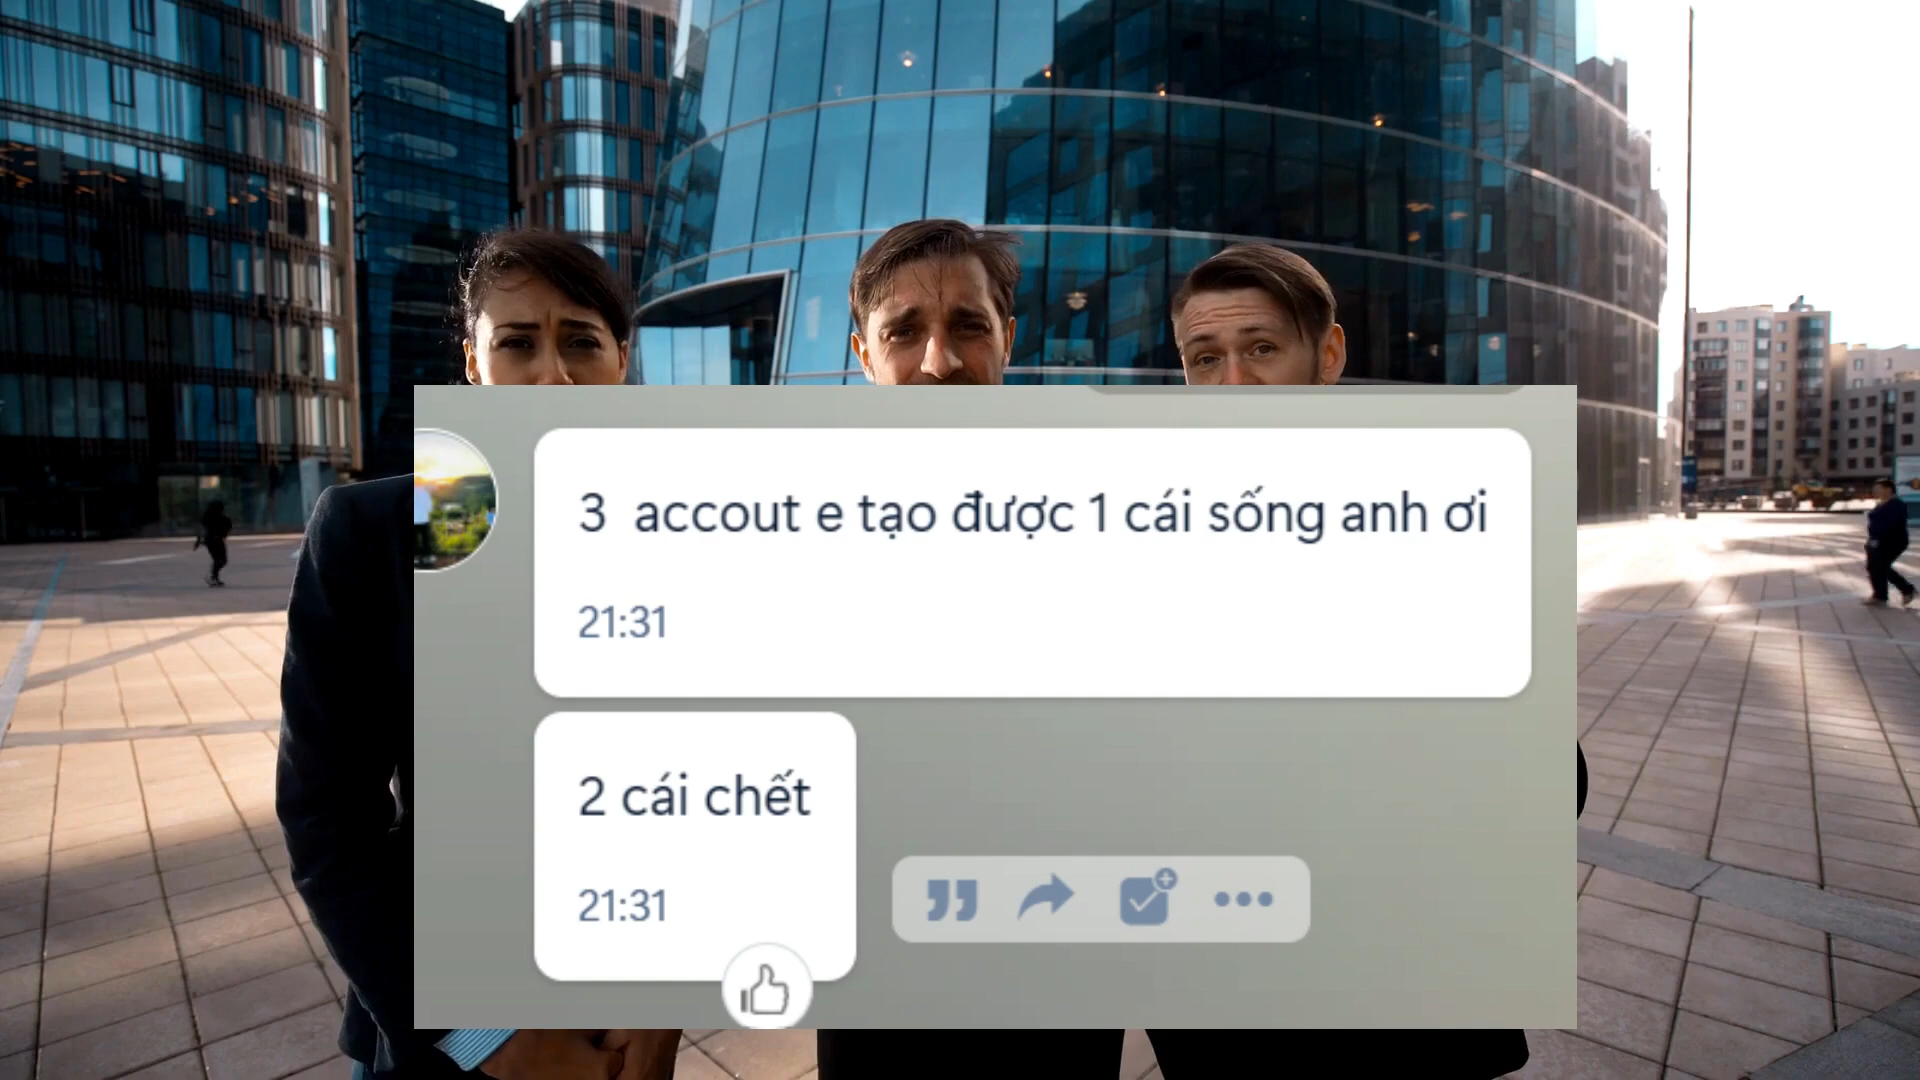 3 accout e tạo được 1 cái sống anh ơi
21:31
2 cái chết
21:31